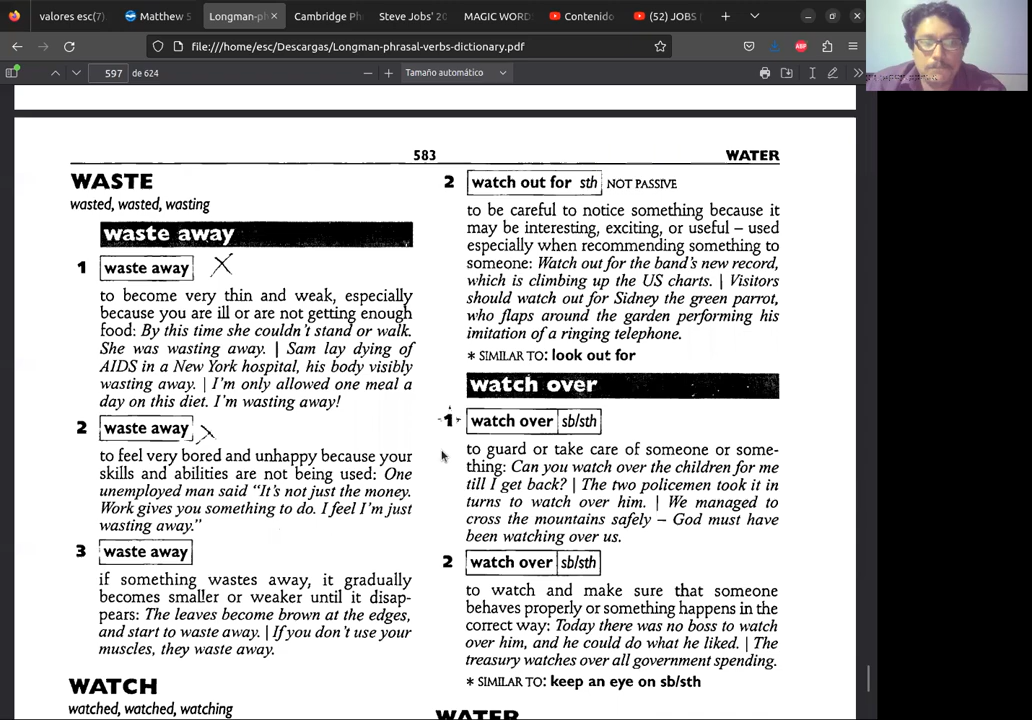 valores esc(7)
Matthew 5
Longman-ph
Cambridge Ph
Steve Jobs' 20
MAGIC WORD
Contenido
(52) JOBS
file:///home/esc/Descargas/Longman-phrasal-verbs-dictionary.pdf
597 de 624
Tamaño automático
583 WATER
WASTE
wasted, wasted, wasting
waste away
1 waste away
to become very thin and weak, especially
because you are ill or are not getting enough
food: By this time she couldn't stand or walk.
She was wasting away. | Sam lay dying of
AIDS in a New York hospital, his body visibly
wasting away. | I'm only allowed one meal a
day on this diet. I'm wasting away!
2 waste away
to feel very bored and unhappy because your
skills and abilities are not being used: One
unemployed man said "It's not just the money.
Work gives you something to do. I feel I'm just
wasting away."
3 waste away
if something wastes away, it gradually
becomes smaller or weaker until it disap-
pears: The leaves become brown at the edges,
and start to waste away. | If you don't use your
muscles, they waste away.
WATCH
watched, watched, watching
2 watch out for sth NOT PASSIVE
to be careful to notice something because it
may be interesting, exciting, or useful – used
especially when recommending something to
someone: Watch out for the band's new record,
which is climbing up the US charts. | Visitors
should watch out for Sidney the green parrot,
who flaps around the garden performing his
imitation of a ringing telephone.
* SIMILAR TO: look out for
watch over
1 watch over sb/sth
to guard or take care of someone or some-
thing: Can you watch over the children for me
till I get back? | The two policemen took it in
turns to watch over him. | We managed to
cross the mountains safely – God must have
been watching over us.
2 watch over sb/sth
to watch and make sure that someone
behaves properly or something happens in the
correct way: Today there was no boss to watch
over him, and he could do what he liked. | The
treasury watches over all government spending.
* SIMILAR TO: keep an eye on sb/sth
WATER